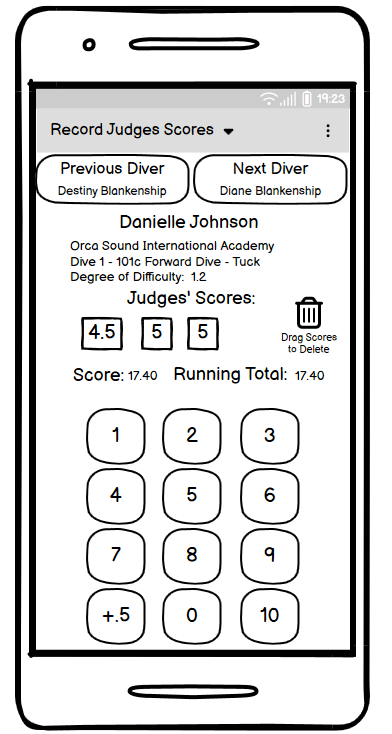 19:23
Record Judges Scores
Previous Diver
Destiny Blankenship
Next Diver
Diane Blankenship
Danielle Johnson
Orca Sound International Academy
Dive 1 - 101c Forward Dive - Tuck
Degree of Difficulty: 1.2
Judges' Scores:
4.5 5 5
Drag Scores
to Delete
Score: 17.40 Running Total: 17.40
1 2 3
4 5 6
7 8 9
+.5 0 10